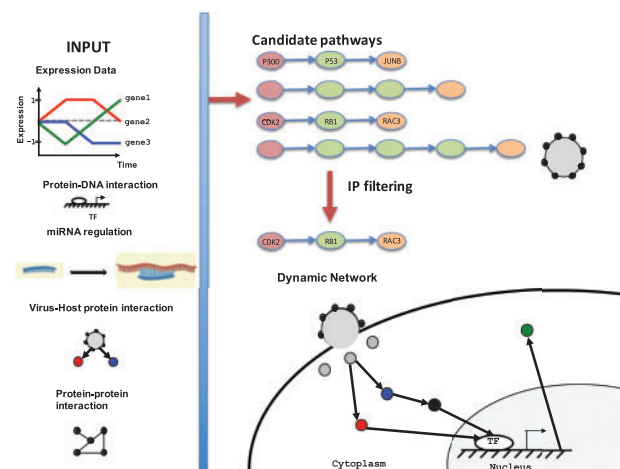 INPUT
Expression Data
1
-1
Expression
gene1
gene2
gene3
Time
Protein-DNA interaction
TF
miRNA regulation
Virus-Host protein interaction
Protein-protein
interaction
Candidate pathways
P300 P53 JUNB
CDK2 RB1 RAC3
IP filtering
CDK2 RB1 RAC3
Dynamic Network
TF
Cytoplasm
Nucleus